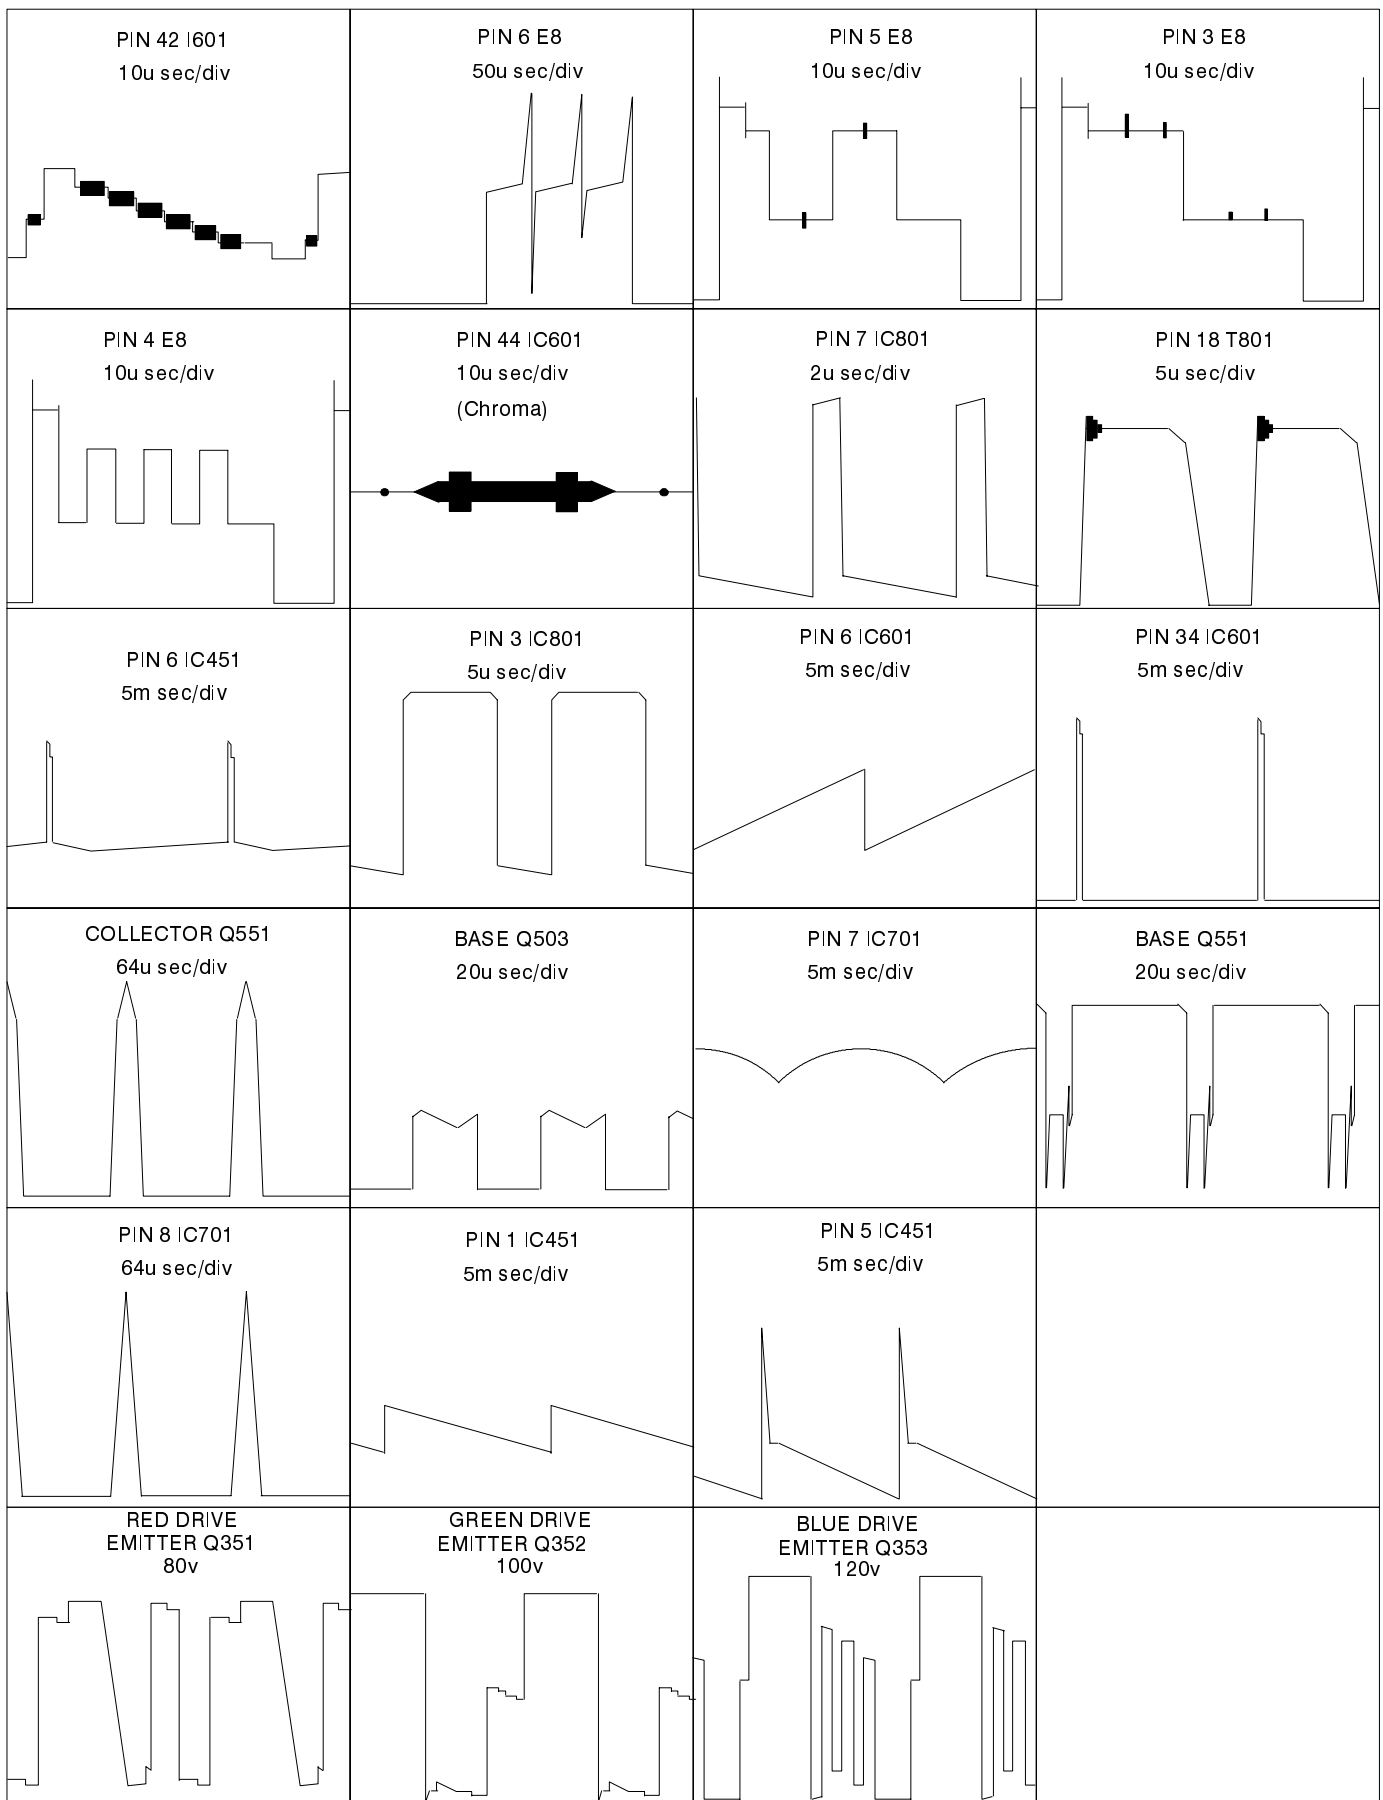 PIN 42 I601
10u sec/div
PIN 6 E8
50u sec/div
PIN 5 E8
10u sec/div
PIN 3 E8
10u sec/div
PIN 4 E8
10u sec/div
PIN 44 IC601
10u sec/div
(Chroma)
PIN 7 IC801
2u sec/div
PIN 18 T801
5u sec/div
PIN 6 IC451
5m sec/div
PIN 3 IC801
5u sec/div
PIN 6 IC601
5m sec/div
PIN 34 IC601
5m sec/div
COLLECTOR Q551
64u sec/div
BASE Q503
20u sec/div
PIN 7 IC701
5m sec/div
BASE Q551
20u sec/div
PIN 8 IC701
64u sec/div
PIN 1 IC451
5m sec/div
PIN 5 IC451
5m sec/div
RED DRIVE
EMITTER Q351
80v
GREEN DRIVE
EMITTER Q352
100v
BLUE DRIVE
EMITTER Q353
120v